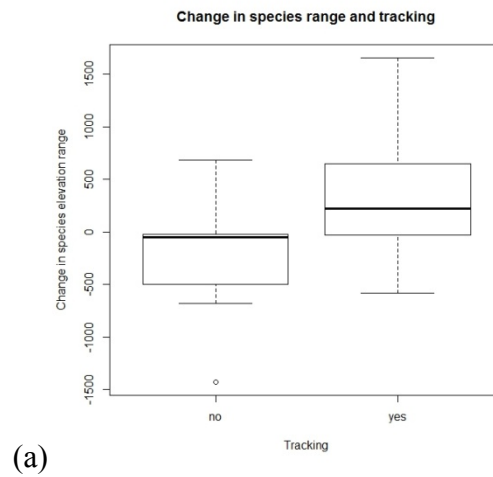 Change in species range and tracking
Change in species elevation range
1500
1000
500
0
-500
-1000
-1500
no
yes
Tracking
(a)